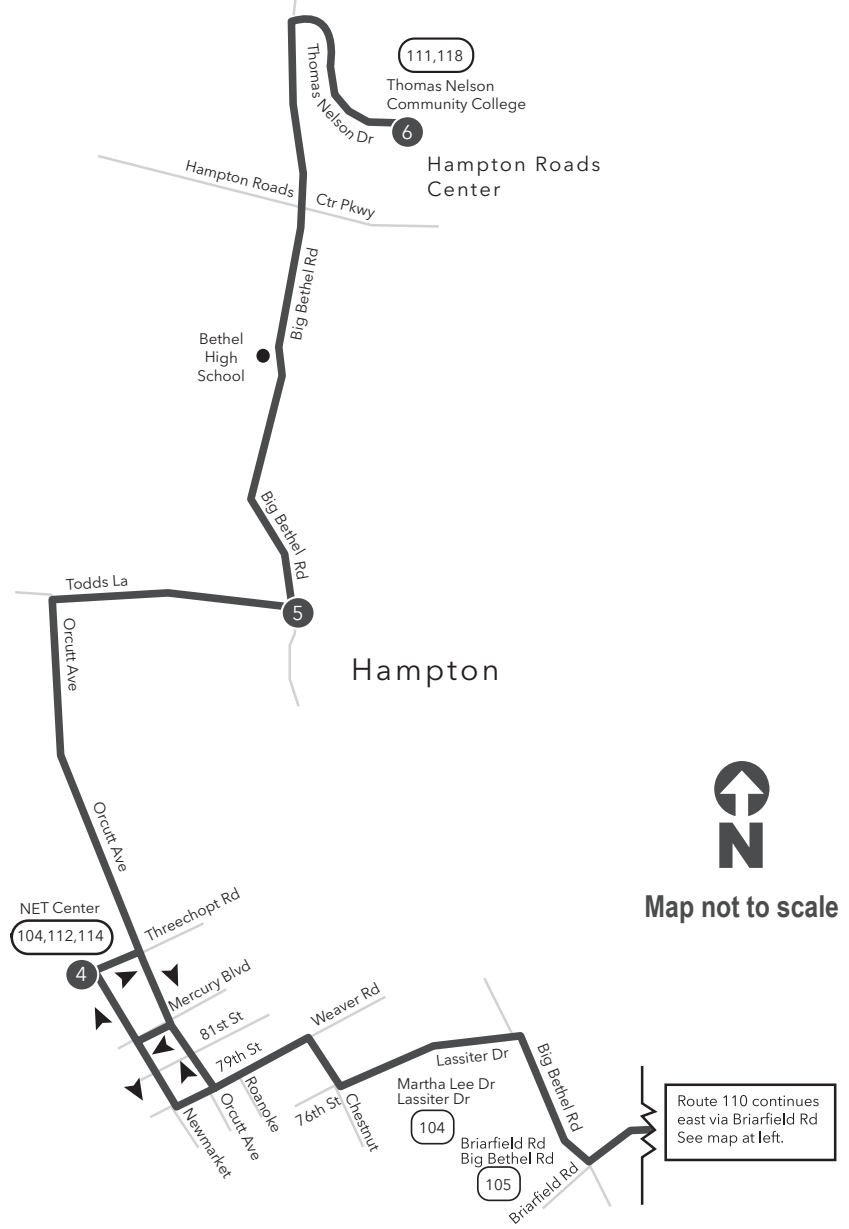 111,118
Thomas Nelson
Community College
Thomas Nelson Dr
6
Hampton Roads
Center
Hampton Roads
Ctr Pkwy
Big Bethel Rd
Bethel
High
School
Big Bethel Rd
Todds La
5
Orcutt Ave
Hampton
N
Map not to scale
Orcutt Ave
NET Center
104,112,114
Threechopt Rd
4
Mercury Blvd
81st St
79th St
Weaver Rd
Roanoke
Orcutt Ave
Newmarket
76th St
Chestnut
Lassiter Dr
Big Bethel Rd
Martha Lee Dr
Lassiter Dr
104
Briarfield Rd
Big Bethel Rd
105
Briarfield Rd
Route 110 continues
east via Briarfield Rd
See map at left.